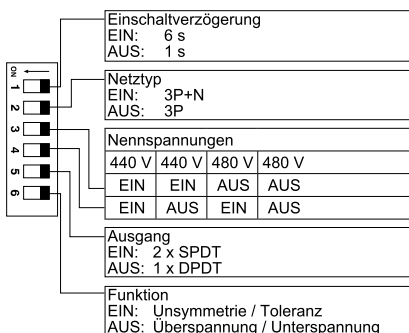 Einschaltverzögerung
EIN: 6 s
AUS: 1 s
ON
1
2
3
4
5
6
Netztyp
EIN: 3P+N
AUS: 3P
Nennspannungen
440 V 440 V 480 V 480 V
EIN EIN AUS AUS
EIN AUS EIN AUS
Ausgang
EIN: 2 x SPDT
AUS: 1 x DPDT
Funktion
EIN: Unsymmetrie / Toleranz
AUS: Überspannung / Unterspannung